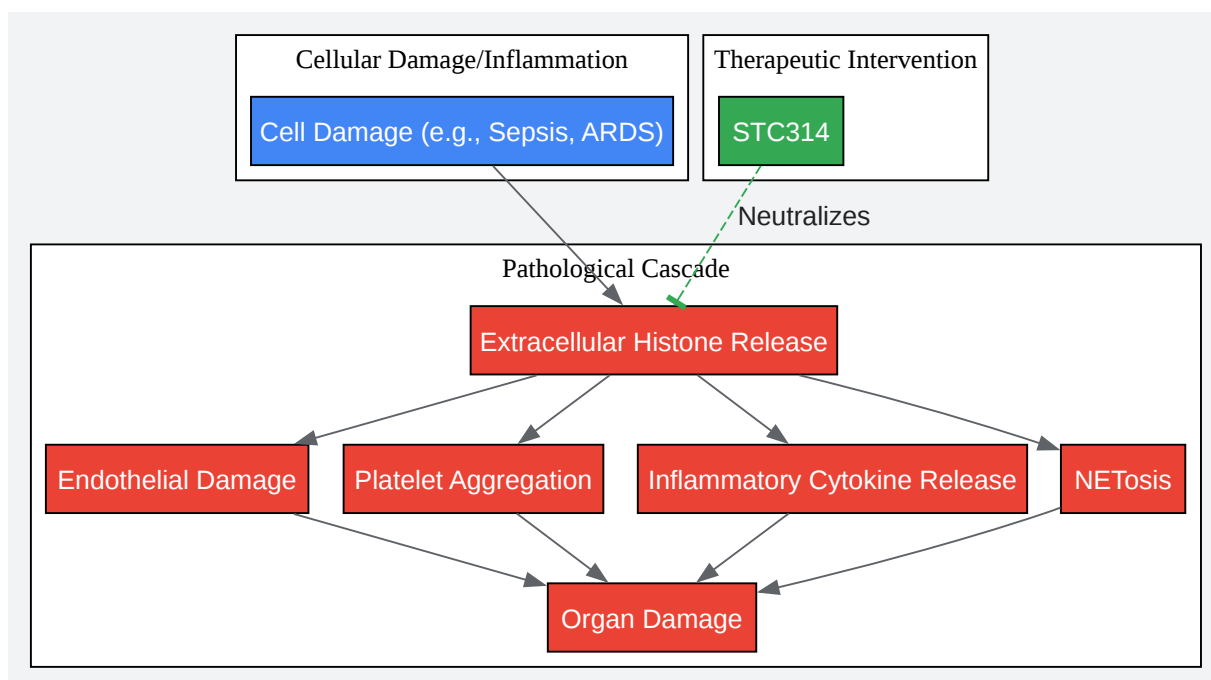 Cellular Damage/Inflammation
Therapeutic Intervention
Cell Damage (e.g., Sepsis, ARDS)
STC314
Neutralizes
Pathological Cascade
Extracellular Histone Release
Endothelial Damage
Platelet Aggregation
Inflammatory Cytokine Release
NETosis
Organ Damage